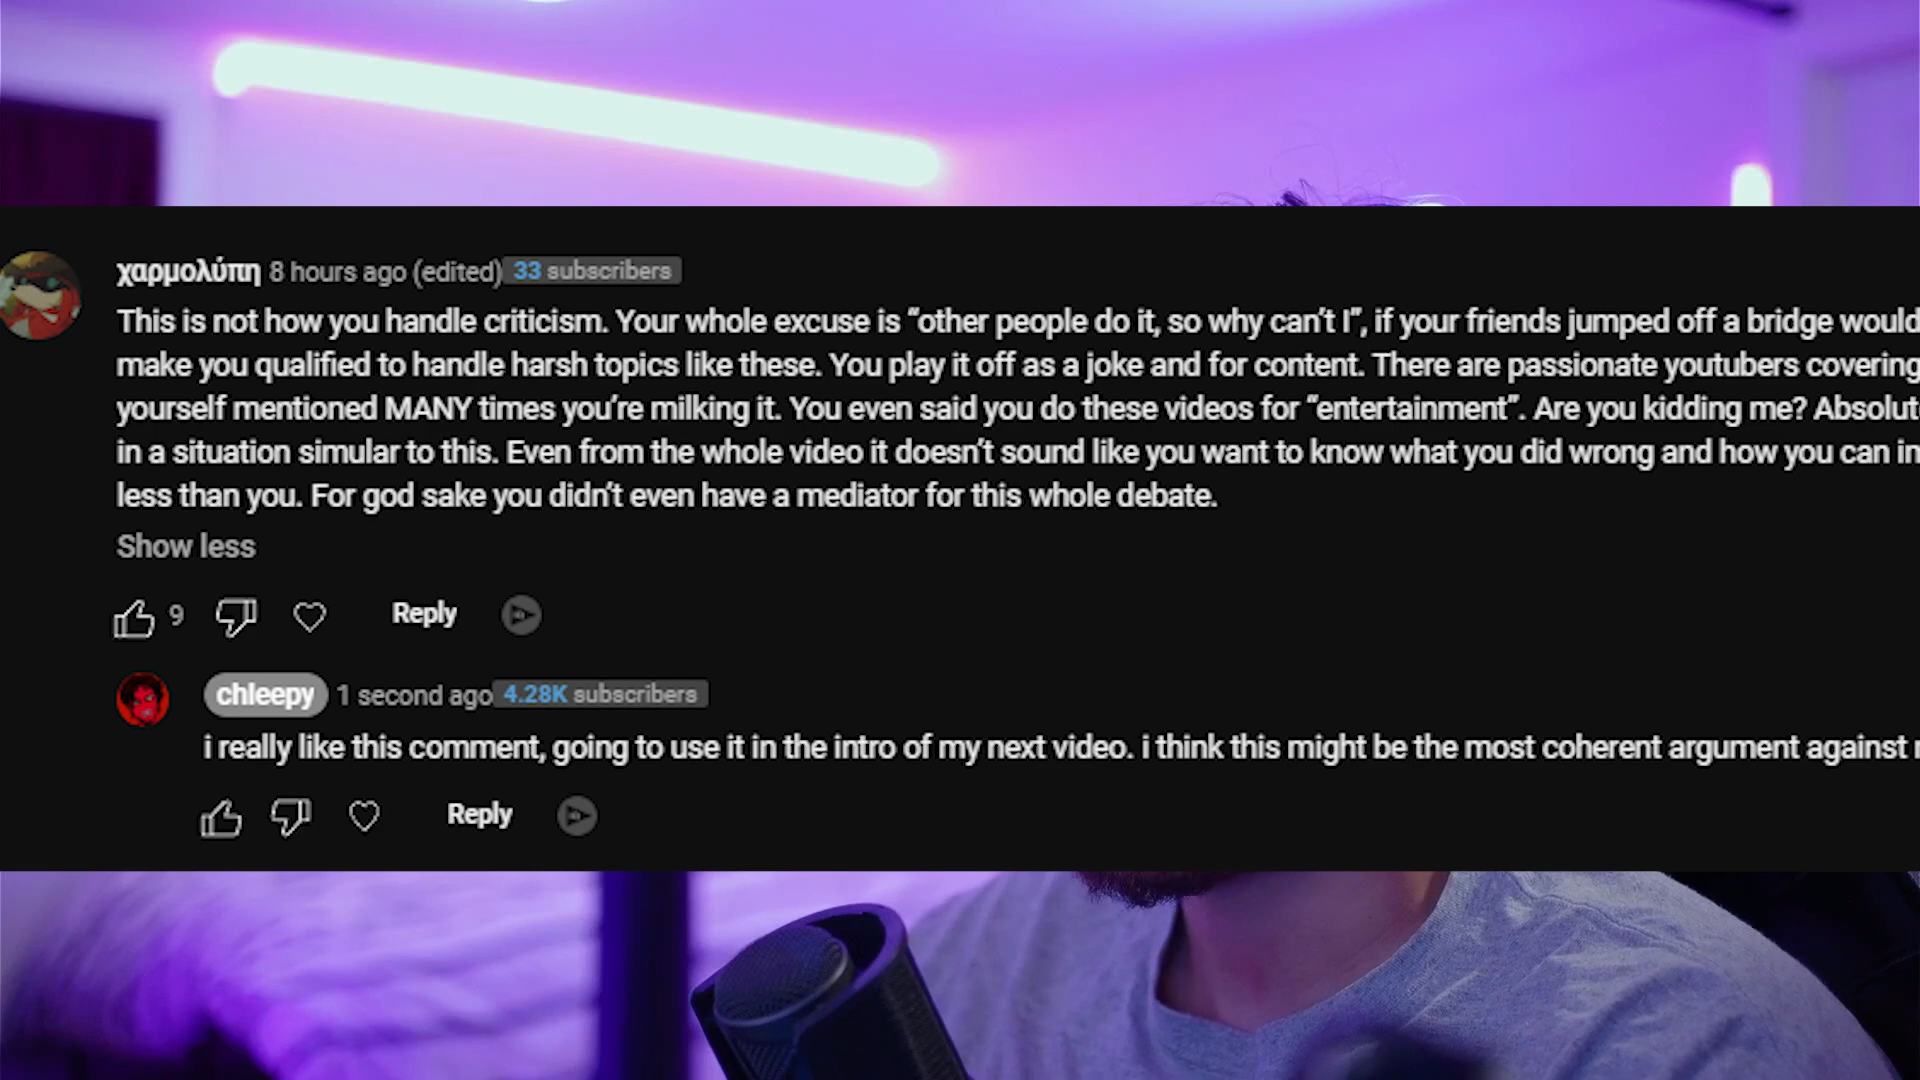 χαρμολύπη 8 hours ago (edited) 33 subscribers
This is not how you handle criticism. Your whole excuse is “other people do it, so why can’t I”, if your friends jumped off a bridge would
make you qualified to handle harsh topics like these. You play it off as a joke and for content. There are passionate youtubers covering
yourself mentioned MANY times you’re milking it. You even said you do these videos for “entertainment”. Are you kidding me?
in a situation simular to this. Even from the whole video it doesn’t sound like you want to know what you did wrong and how you can
less than you. For god sake you didn’t even have a mediator for this whole debate.
Show less
9 Reply
chleepy 1 second ago 4.28K subscribers
i really like this comment, going to use it in the intro of my next video. i think this might be the most coherent argument against
Reply